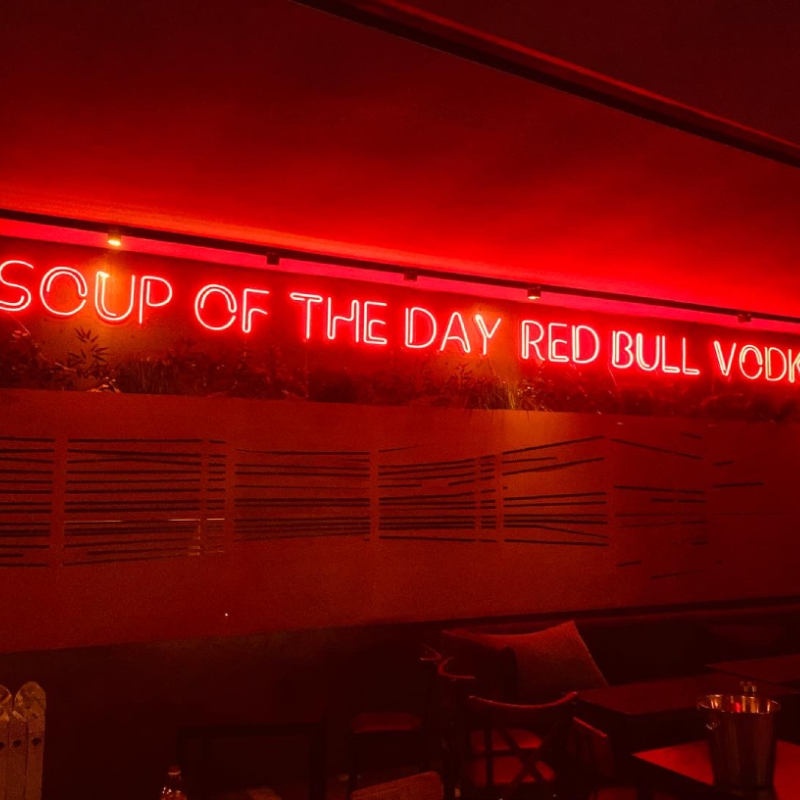 SOUP OF THE DAY RED BULL VODK